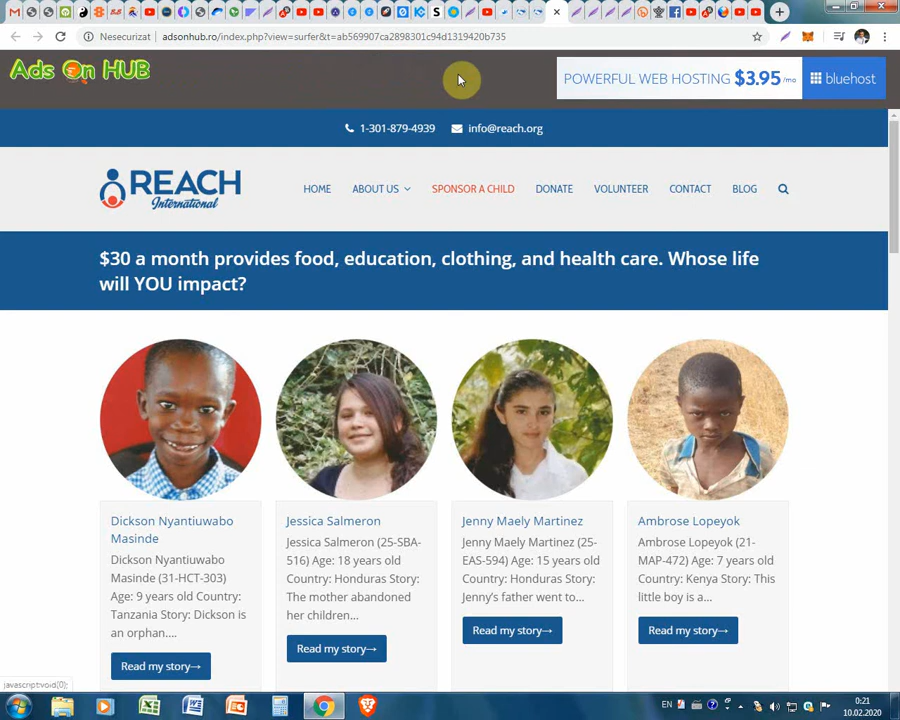 Nesecurizat
adsonhub.ro/index.php?view=surfer&t=ab569907ca2898301c94d1319420b735
Ads On HUB
POWERFUL WEB HOSTING $3.95 /mo
bluehost
1-301-879-4939 info@reach.org
REACH
International
HOME ABOUT US SPONSOR A CHILD DONATE VOLUNTEER CONTACT BLOG
$30 a month provides food, education, clothing, and health care. Whose life
will YOU impact?
Dickson Nyantiuwabo
Masinde
Dickson Nyantiuwabo
Masinde (31-HCT-303)
Age: 9 years old Country:
Tanzania Story: Dickson is
an orphan....
Read my story→
Jessica Salmeron
Jessica Salmeron (25-SBA-
516) Age: 18 years old
Country: Honduras Story:
The mother abandoned
her children...
Read my story→
Jenny Maely Martinez
Jenny Maely Martinez (25-
EAS-594) Age: 15 years old
Country: Honduras Story:
Jenny's father went to...
Read my story→
Ambrose Lopeyok
Ambrose Lopeyok (21-
MAP-472) Age: 7 years old
Country: Kenya Story: This
little boy is a...
Read my story→
javascript:void(0);
EN
0:21
10.02.2020